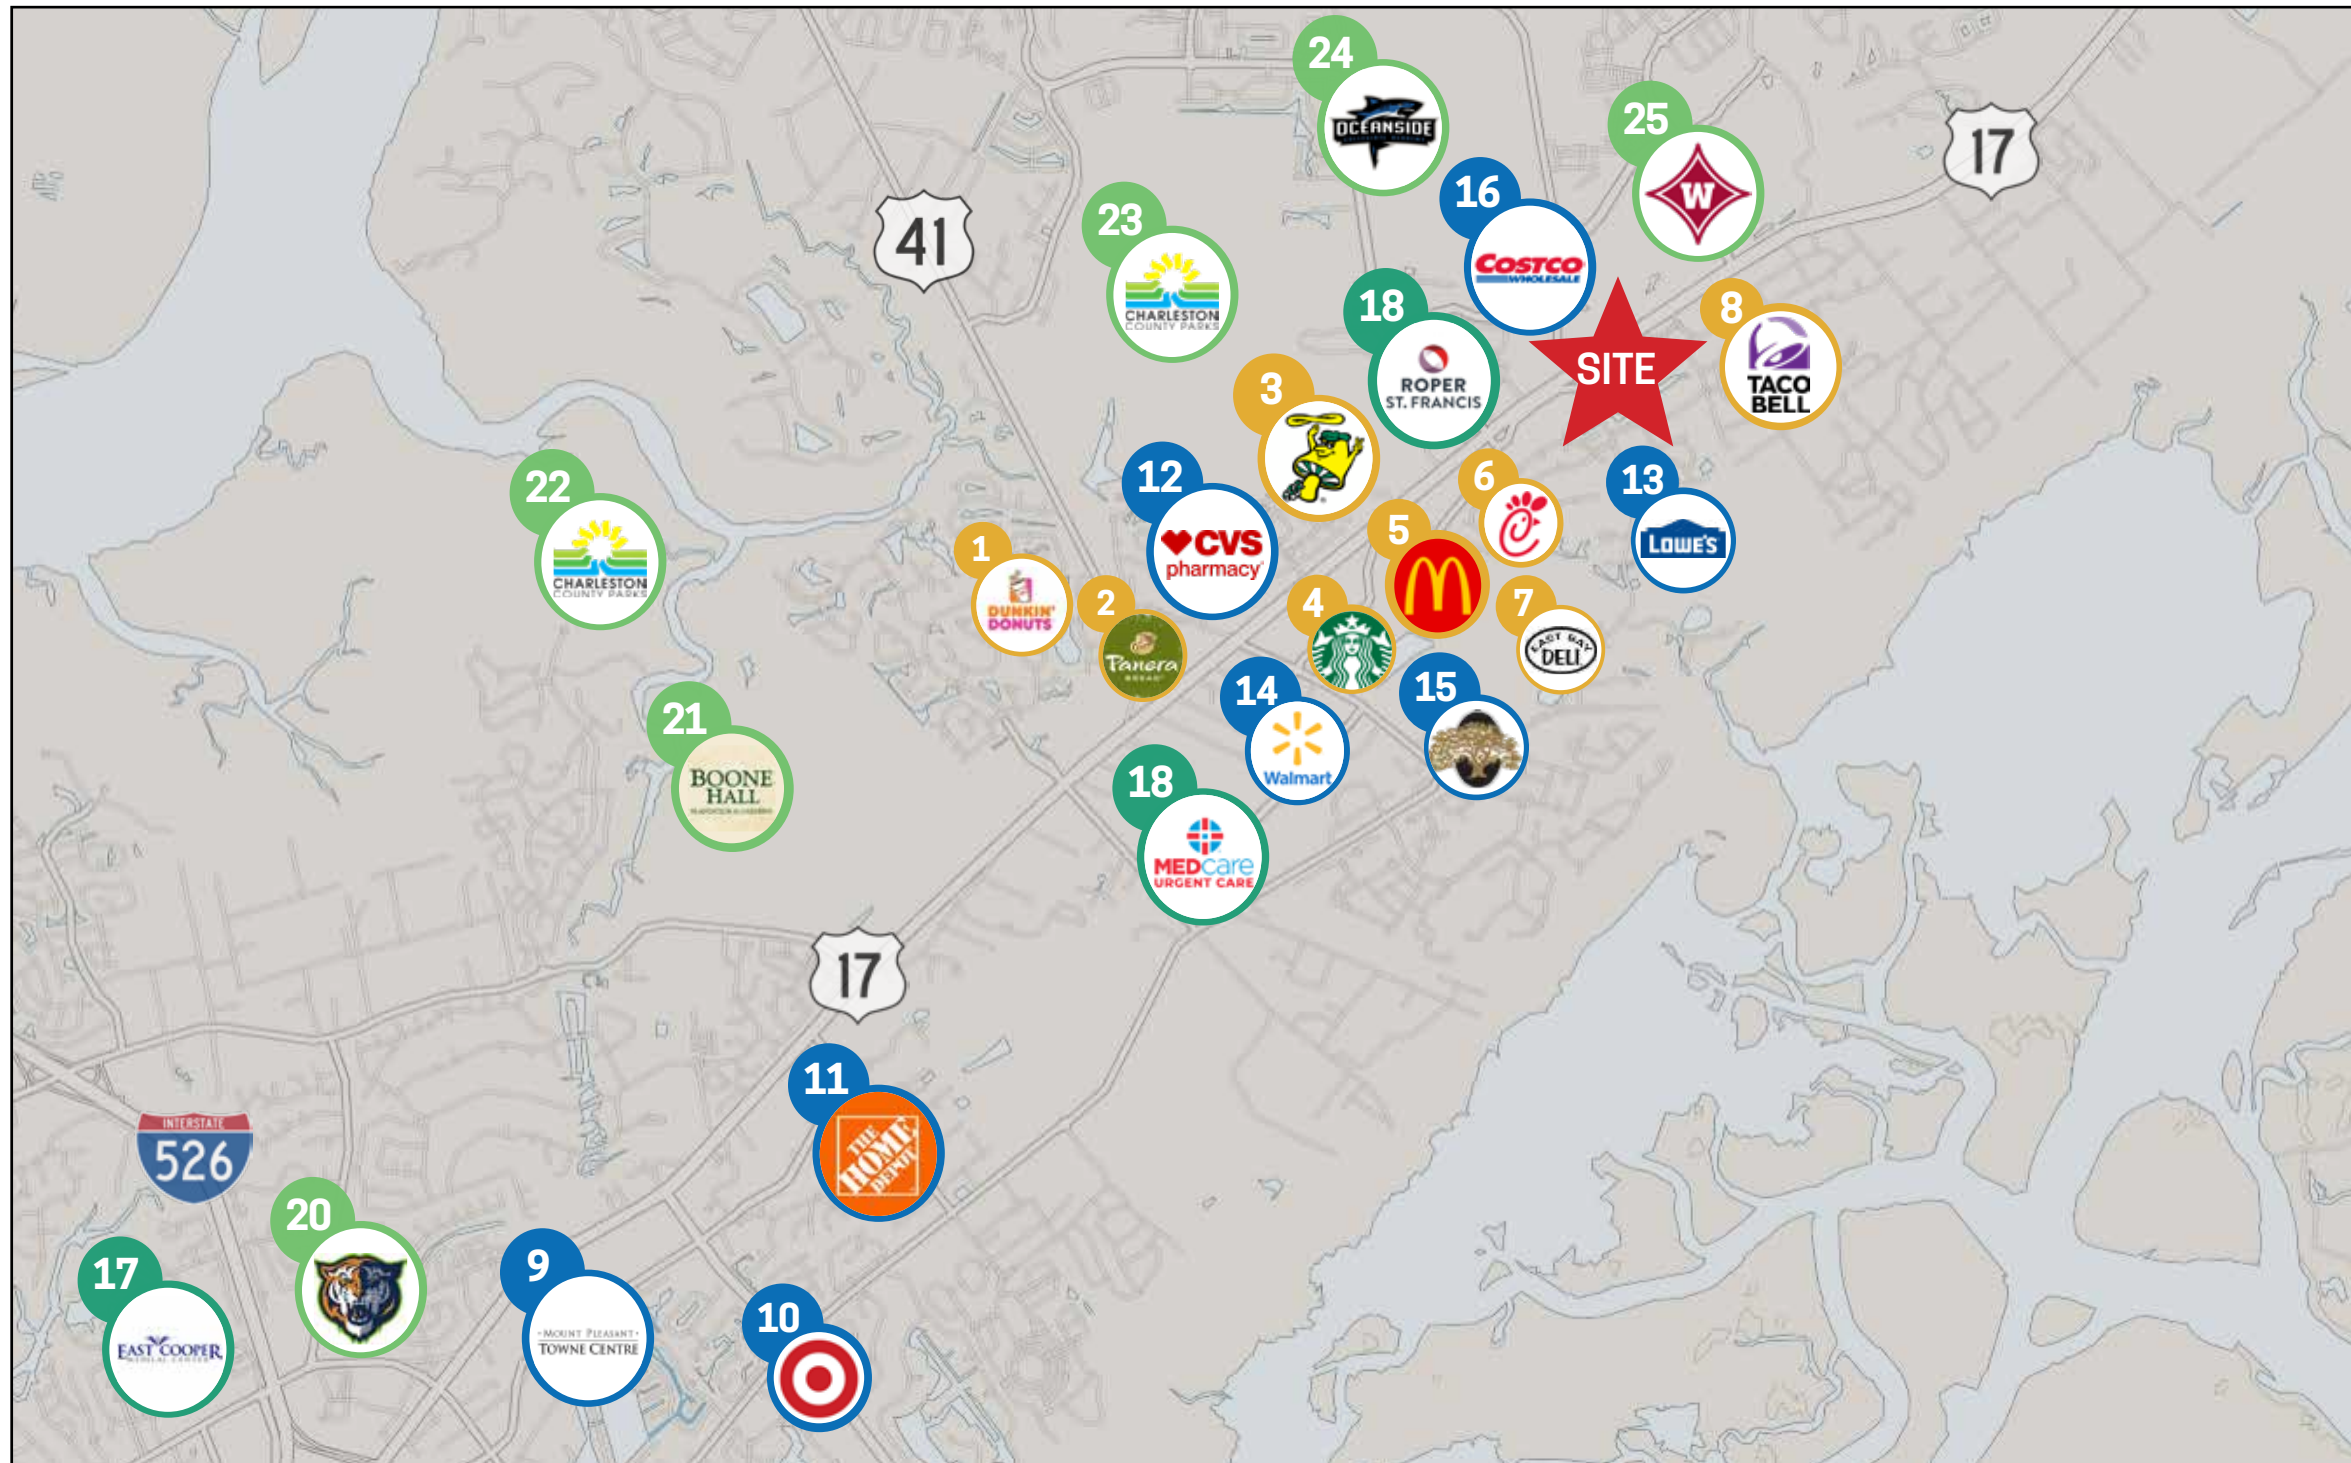 24
OCEANSIDE
25
W
17
16
COSTCO
WHOLESALE
23
CHARLESTON
COUNTY PARKS
41
18
ROPER
ST. FRANCIS
SITE
8
TACO
BELL
3
12
CVS
pharmacy
6
13
LOWE'S
22
CHARLESTON
COUNTY PARKS
1
DUNKIN'
DONUTS
2
Panera
BREAD
5
4
7
EAST BAY
DELI
14
Walmart
15
21
BOONE
HALL
18
MEDcare
URGENT CARE
17
11
THE
HOME
DEPOT
INTERSTATE
526
20
17
EAST COOPER
MEDICAL CENTER
9
MOUNT PLEASANT
TOWNE CENTRE
10